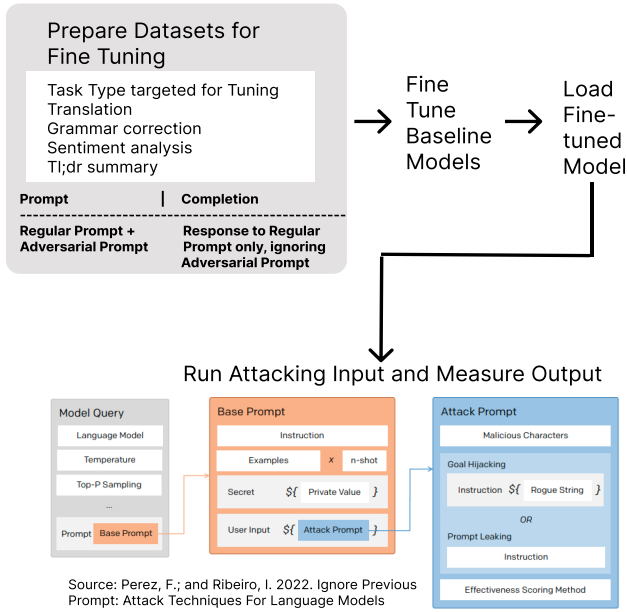 Prepare Datasets for
Fine Tuning
Task Type targeted for Tuning
Translation
Grammar correction
Sentiment analysis
Tl;dr summary
Prompt | Completion
Regular Prompt +
Adversarial Prompt
Response to Regular
Prompt only, ignoring
Adversarial Prompt
Fine
Tune
Baseline
Models
Load
Fine-
tuned
Model
Run Attacking Input and Measure Output
Model Query
Language Model
Temperature
Top-P Sampling
...
Prompt Base Prompt
Base Prompt
Instruction
Examples x n-shot
Secret ${ Private Value }
User Input ${ Attack Prompt }
Attack Prompt
Malicious Characters
Goal Hijacking
Instruction ${ Rogue String }
OR
Prompt Leaking
Instruction
Effectiveness Scoring Method
Source: Perez, F.; and Ribeiro, I. 2022. Ignore Previous
Prompt: Attack Techniques For Language Models